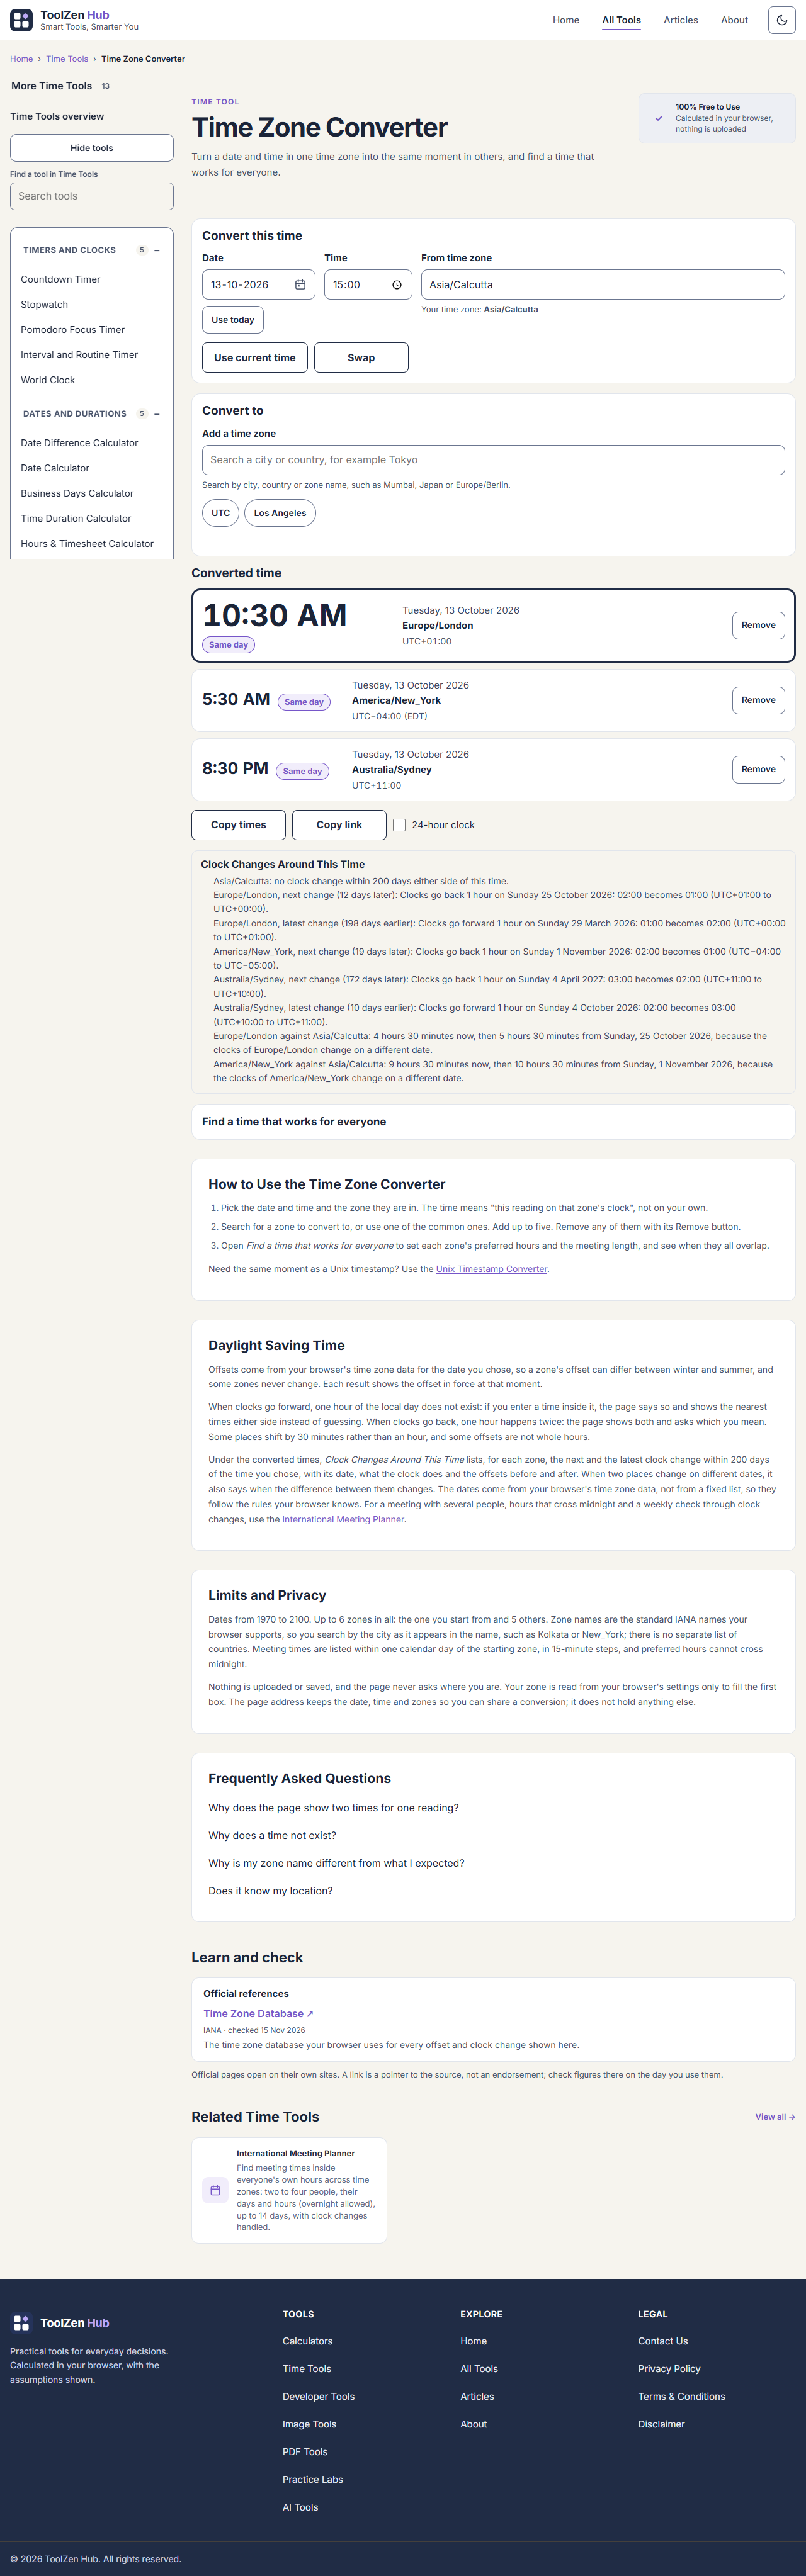 ToolZen Hub
Smart Tools, Smarter You
Home
All Tools
Articles
About
Home › Time Tools › Time Zone Converter
More Time Tools 13
Time Tools overview
Hide tools
Find a tool in Time Tools
Search tools
TIMERS AND CLOCKS 5 –
Countdown Timer
Stopwatch
Pomodoro Focus Timer
Interval and Routine Timer
World Clock
DATES AND DURATIONS 5 –
Date Difference Calculator
Date Calculator
Business Days Calculator
Time Duration Calculator
Hours & Timesheet Calculator
TIME TOOL
Time Zone Converter
Turn a date and time in one time zone into the same moment in others, and find a time that
works for everyone.
✓
100% Free to Use
Calculated in your browser,
nothing is uploaded
Convert this time
Date
Time
From time zone
13-10-2026
15:00
Asia/Calcutta
Use today
Your time zone: Asia/Calcutta
Use current time
Swap
Convert to
Add a time zone
Search a city or country, for example Tokyo
Search by city, country or zone name, such as Mumbai, Japan or Europe/Berlin.
UTC
Los Angeles
Converted time
10:30 AM
Same day
Tuesday, 13 October 2026
Europe/London
UTC+01:00
Remove
5:30 AM Same day
Tuesday, 13 October 2026
America/New_York
UTC−04:00 (EDT)
Remove
8:30 PM Same day
Tuesday, 13 October 2026
Australia/Sydney
UTC+11:00
Remove
Copy times
Copy link
24-hour clock
Clock Changes Around This Time
Asia/Calcutta: no clock change within 200 days either side of this time.
Europe/London, next change (12 days later): Clocks go back 1 hour on Sunday 25 October 2026: 02:00 becomes 01:00 (UTC+01:00 to
UTC+00:00).
Europe/London, latest change (198 days earlier): Clocks go forward 1 hour on Sunday 29 March 2026: 01:00 becomes 02:00 (UTC+00:00
to UTC+01:00).
America/New_York, next change (19 days later): Clocks go back 1 hour on Sunday 1 November 2026: 02:00 becomes 01:00 (UTC−04:00
to UTC−05:00).
Australia/Sydney, next change (172 days later): Clocks go back 1 hour on Sunday 4 April 2027: 03:00 becomes 02:00 (UTC+11:00 to
UTC+10:00).
Australia/Sydney, latest change (10 days earlier): Clocks go forward 1 hour on Sunday 4 October 2026: 02:00 becomes 03:00
(UTC+10:00 to UTC+11:00).
Europe/London against Asia/Calcutta: 4 hours 30 minutes now, then 5 hours 30 minutes from Sunday, 25 October 2026, because the
clocks of Europe/London change on a different date.
America/New_York against Asia/Calcutta: 9 hours 30 minutes now, then 10 hours 30 minutes from Sunday, 1 November 2026, because
the clocks of America/New_York change on a different date.
Find a time that works for everyone
How to Use the Time Zone Converter
1. Pick the date and time and the zone they are in. The time means "this reading on that zone's clock", not on your own.
2. Search for a zone to convert to, or use one of the common ones. Add up to five. Remove any of them with its Remove button.
3. Open Find a time that works for everyone to set each zone's preferred hours and the meeting length, and see when they all overlap.
Need the same moment as a Unix timestamp? Use the Unix Timestamp Converter.
Daylight Saving Time
Offsets come from your browser's time zone data for the date you chose, so a zone's offset can differ between winter and summer, and
some zones never change. Each result shows the offset in force at that moment.
When clocks go forward, one hour of the local day does not exist: if you enter a time inside it, the page says so and shows the nearest
times either side instead of guessing. When clocks go back, one hour happens twice: the page shows both and asks which you mean.
Some places shift by 30 minutes rather than an hour, and some offsets are not whole hours.
Under the converted times, Clock Changes Around This Time lists, for each zone, the next and the latest clock change within 200 days
of the time you chose, with its date, what the clock does and the offsets before and after. When two places change on different dates, it
also says when the difference between them changes. The dates come from your browser's time zone data, not from a fixed list, so they
follow the rules your browser knows. For a meeting with several people, hours that cross midnight and a weekly check through clock
changes, use the International Meeting Planner.
Limits and Privacy
Dates from 1970 to 2100. Up to 6 zones in all: the one you start from and 5 others. Zone names are the standard IANA names your
browser supports, so you search by the city as it appears in the name, such as Kolkata or New_York; there is no separate list of
countries. Meeting times are listed within one calendar day of the starting zone, in 15-minute steps, and preferred hours cannot cross
midnight.
Nothing is uploaded or saved, and the page never asks where you are. Your zone is read from your browser's settings only to fill the first
box. The page address keeps the date, time and zones so you can share a conversion; it does not hold anything else.
Frequently Asked Questions
Why does the page show two times for one reading?
Why does a time not exist?
Why is my zone name different from what I expected?
Does it know my location?
Learn and check
Official references
Time Zone Database ↗
IANA · checked 15 Nov 2026
The time zone database your browser uses for every offset and clock change shown here.
Official pages open on their own sites. A link is a pointer to the source, not an endorsement; check figures there on the day you use them.
Related Time Tools
View all →
International Meeting Planner
Find meeting times inside
everyone's own hours across time
zones: two to four people, their
days and hours (overnight allowed),
up to 14 days, with clock changes
handled.
ToolZen Hub
Practical tools for everyday decisions.
Calculated in your browser, with the
assumptions shown.
TOOLS
Calculators
Time Tools
Developer Tools
Image Tools
PDF Tools
Practice Labs
AI Tools
EXPLORE
Home
All Tools
Articles
About
LEGAL
Contact Us
Privacy Policy
Terms & Conditions
Disclaimer
© 2026 ToolZen Hub. All rights reserved.